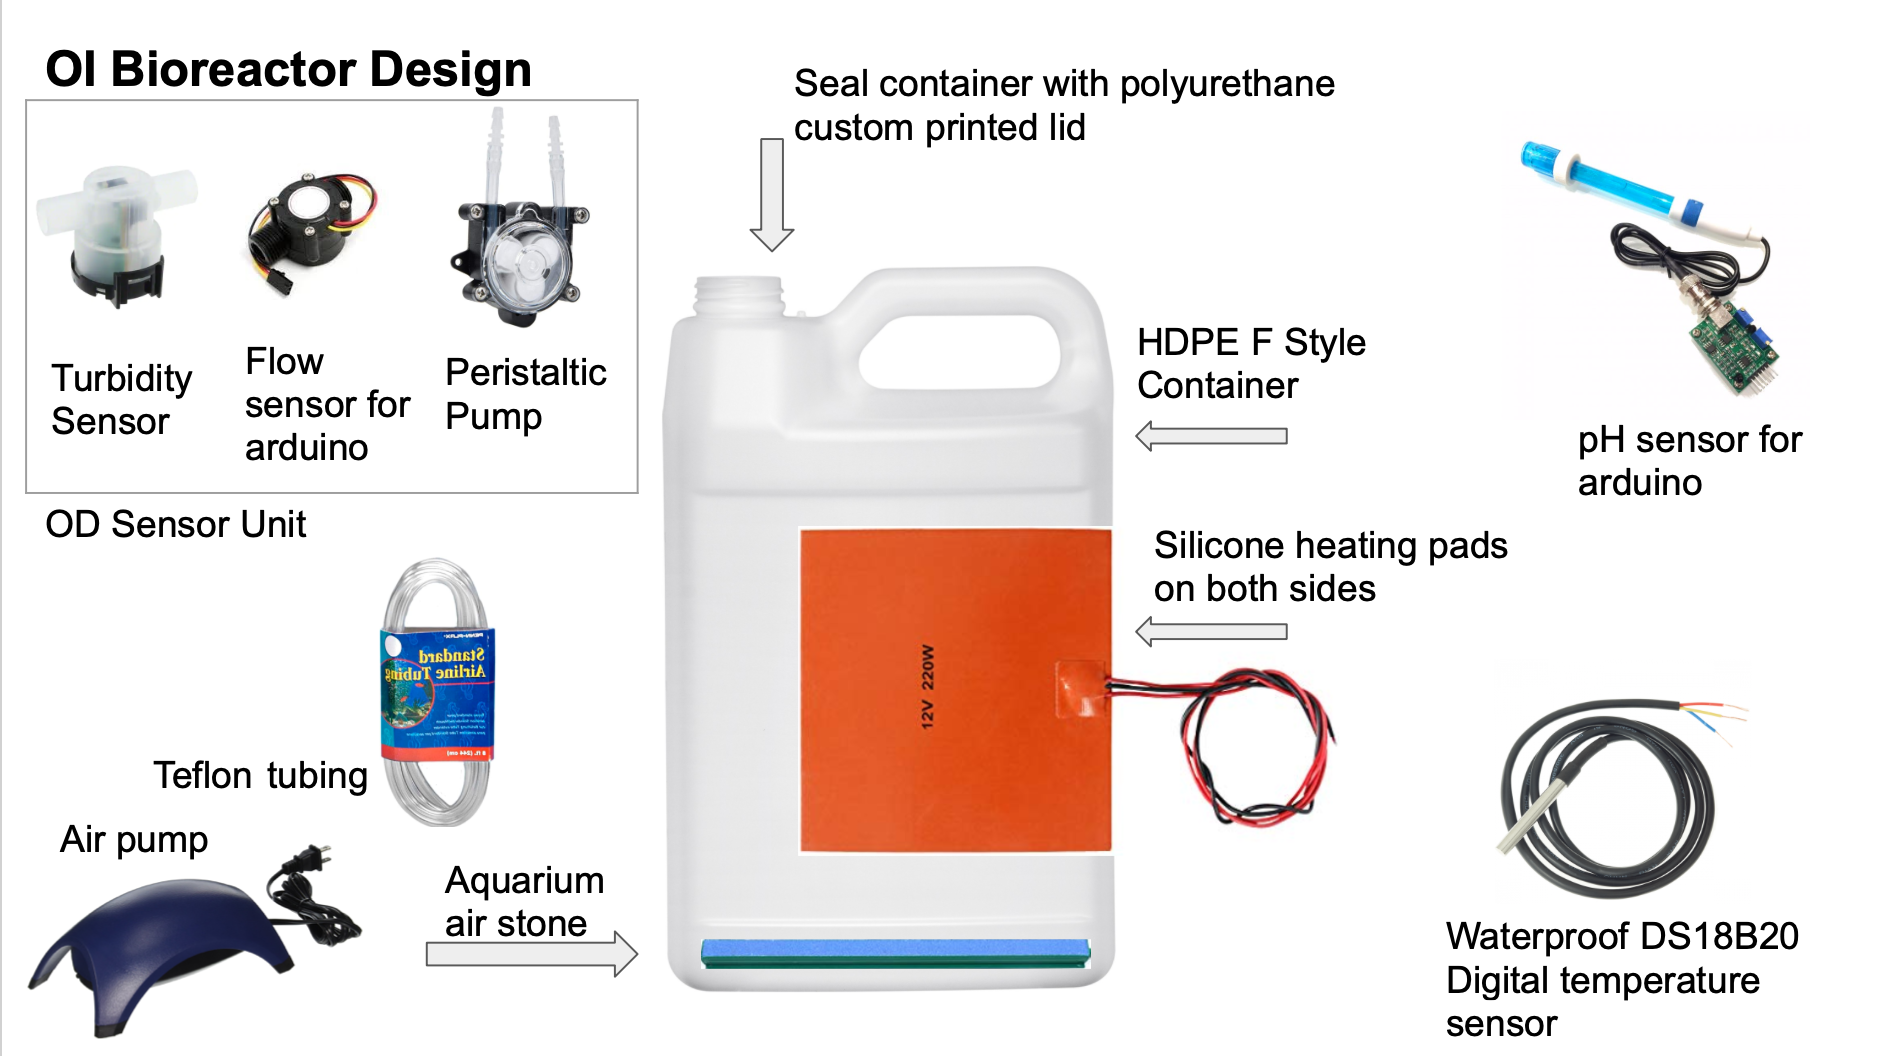 OI Bioreactor Design
Seal container with polyurethane
custom printed lid
Turbidity
Sensor
Flow
sensor for
arduino
Peristaltic
Pump
OD Sensor Unit
HDPE F Style
Container
pH sensor for
arduino
Silicone heating pads
on both sides
12V 220W
Standard
Airline Tubing
Teflon tubing
Air pump
Aquarium
air stone
Waterproof DS18B20
Digital temperature
sensor